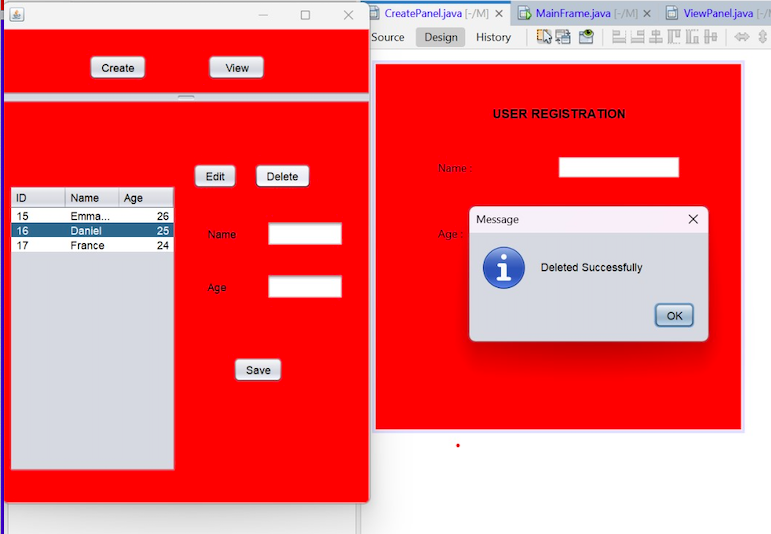 CreatePanel.java [-/M]
MainFrame.java [-/M]
ViewPanel.java [-/M
Source
Design
History
Create
View
Edit
Delete
ID Name Age
15 Emma... 26
16 Daniel 25
17 France 24
Name
Age
Save
USER REGISTRATION
Name :
Age :
Message
Deleted Successfully
OK